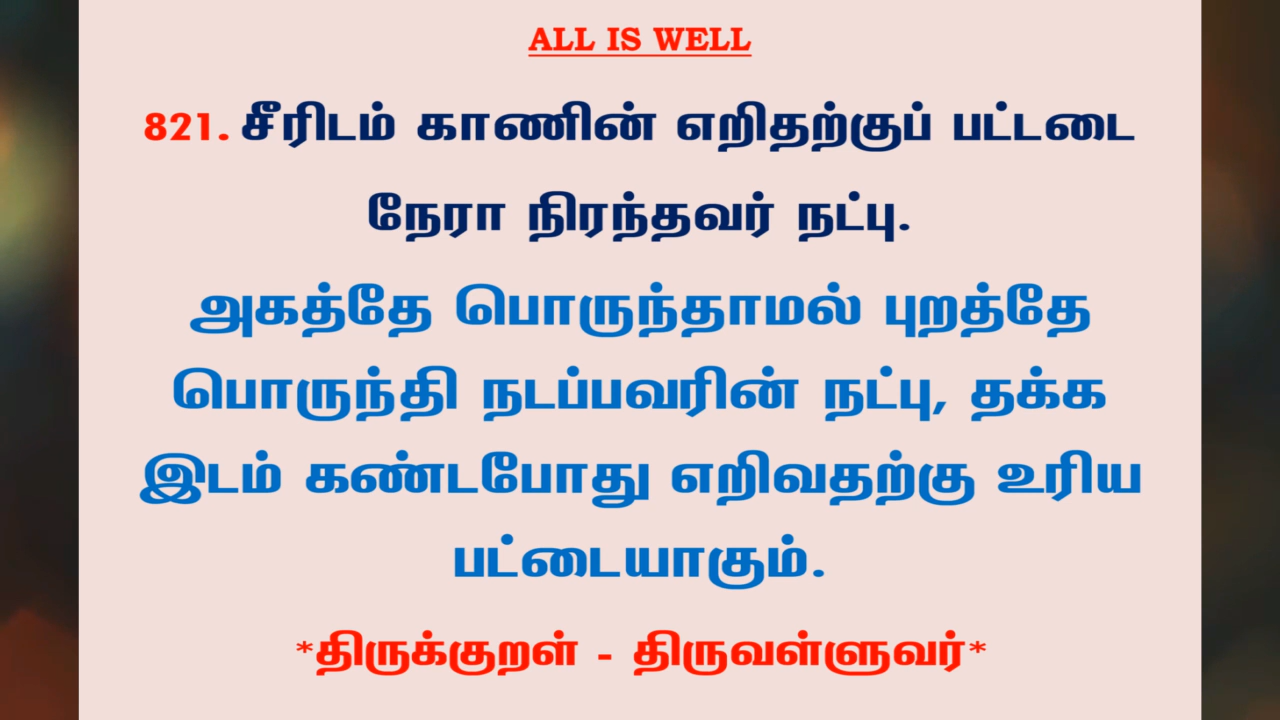 ALL IS WELL
821. சீரிடம் காணின் எறிதற்குப் பட்டடை
நேரா நிரந்தவர் நட்பு.
அகத்தே பொருந்தாமல் புறத்தே
பொருந்தி நடப்பவரின் நட்பு, தக்க
இடம் கண்டபோது எறிவதற்கு உரிய
பட்டையாகும்.
*திருக்குறள் - திருவள்ளுவர்*